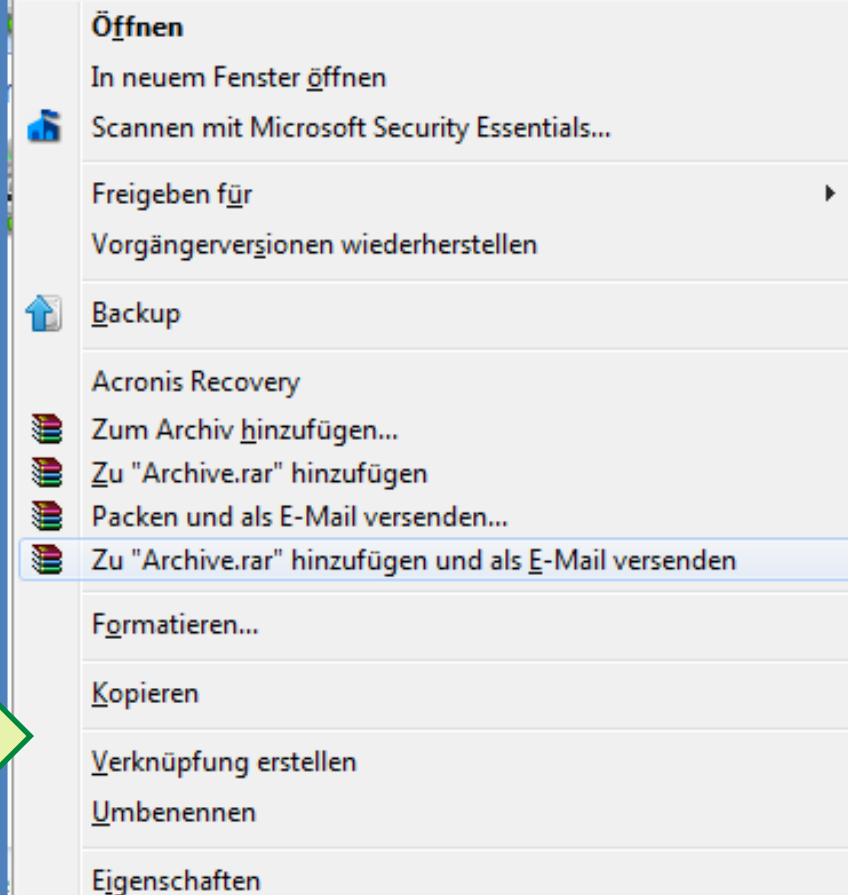 Öffnen
In neuem Fenster öffnen
Scannen mit Microsoft Security Essentials...
Freigeben für
Vorgängerversionen wiederherstellen
Backup
Acronis Recovery
Zum Archiv hinzufügen...
Zu "Archive.rar" hinzufügen
Packen und als E-Mail versenden...
Zu "Archive.rar" hinzufügen und als E-Mail versenden
Formatieren...
Kopieren
Verknüpfung erstellen
Umbenennen
Eigenschaften